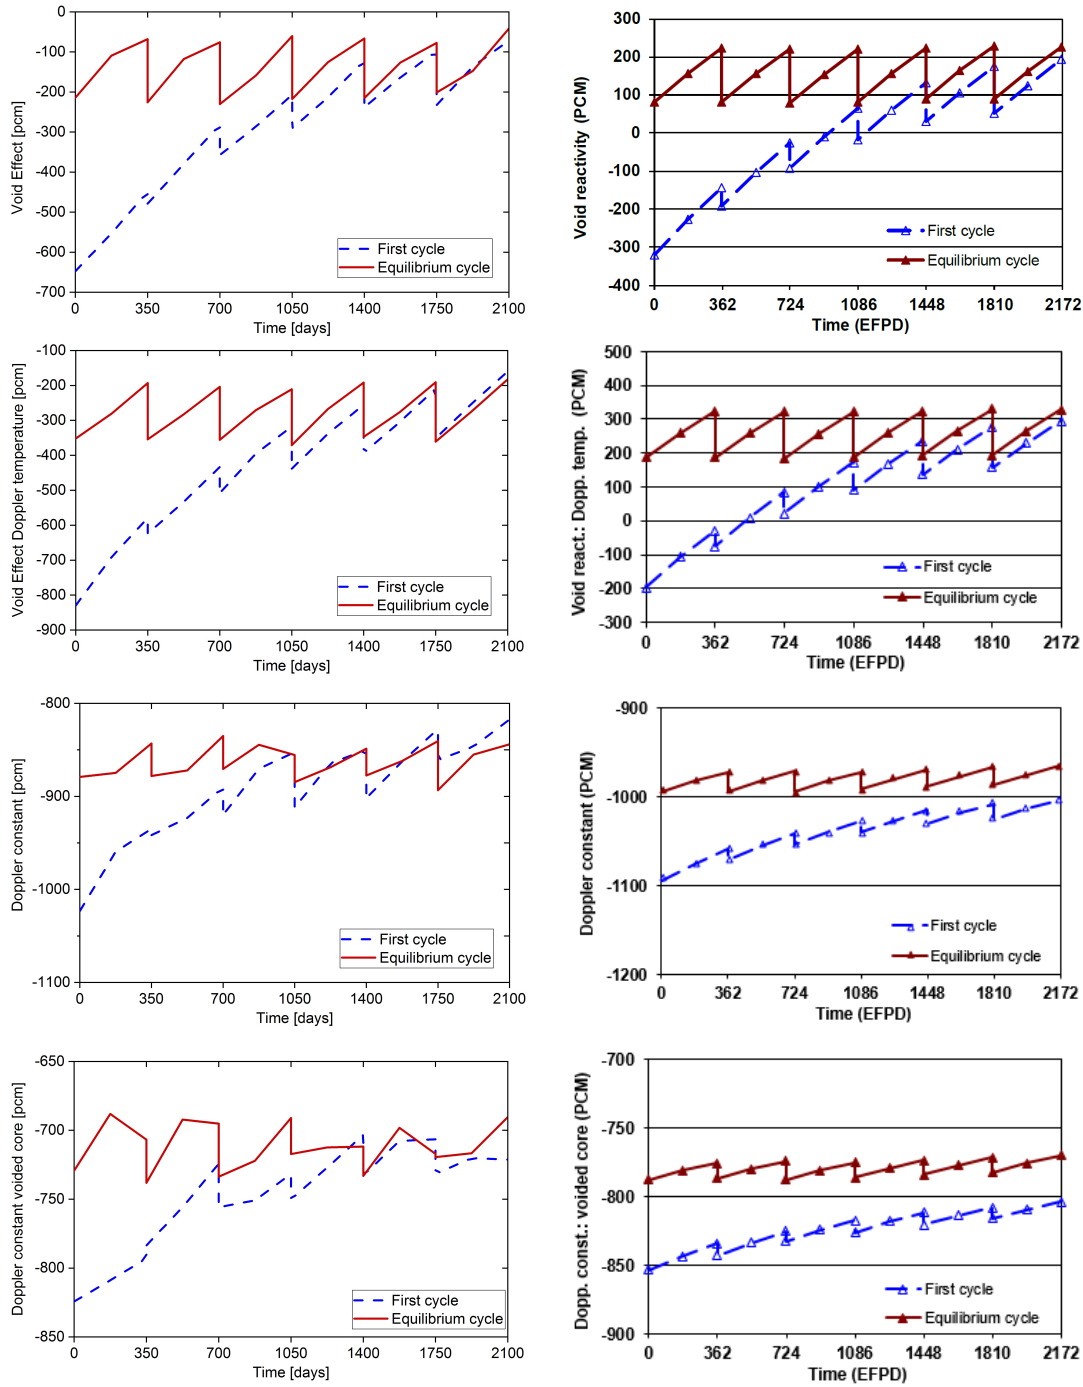 0
-100
-200
-300
-400
-500
-600
-700
Void Effect [pcm]
First cycle
Equilibrium cycle
0 350 700 1050 1400 1750 2100
Time [days]
300
200
100
0
-100
-200
-300
-400
Void reactivity (PCM)
First cycle
Equilibrium cycle
0 362 724 1086 1448 1810 2172
Time (EFPD)
-100
-200
-300
-400
-500
-600
-700
-800
-900
Void Effect Doppler temperature [pcm]
First cycle
Equilibrium cycle
0 350 700 1050 1400 1750 2100
Time [days]
500
400
300
200
100
0
-100
-200
-300
Void react.: Dopp. temp. (PCM)
First cycle
Equilibrium cycle
0 362 724 1086 1448 1810 2172
Time (EFPD)
-800
-900
-1000
-1100
Doppler constant [pcm]
First cycle
Equilibrium cycle
0 350 700 1050 1400 1750 2100
Time [days]
-900
-1000
-1100
-1200
Doppler constant (PCM)
First cycle
Equilibrium cycle
0 362 724 1086 1448 1810 2172
Time (EFPD)
-650
-700
-750
-800
-850
Doppler constant voided core [pcm]
First cycle
Equilibrium cycle
0 350 700 1050 1400 1750 2100
Time [days]
-700
-750
-800
-850
-900
Dopp. const.: voided core (PCM)
First cycle
Equilibrium cycle
0 362 724 1086 1448 1810 2172
Time (EFPD)